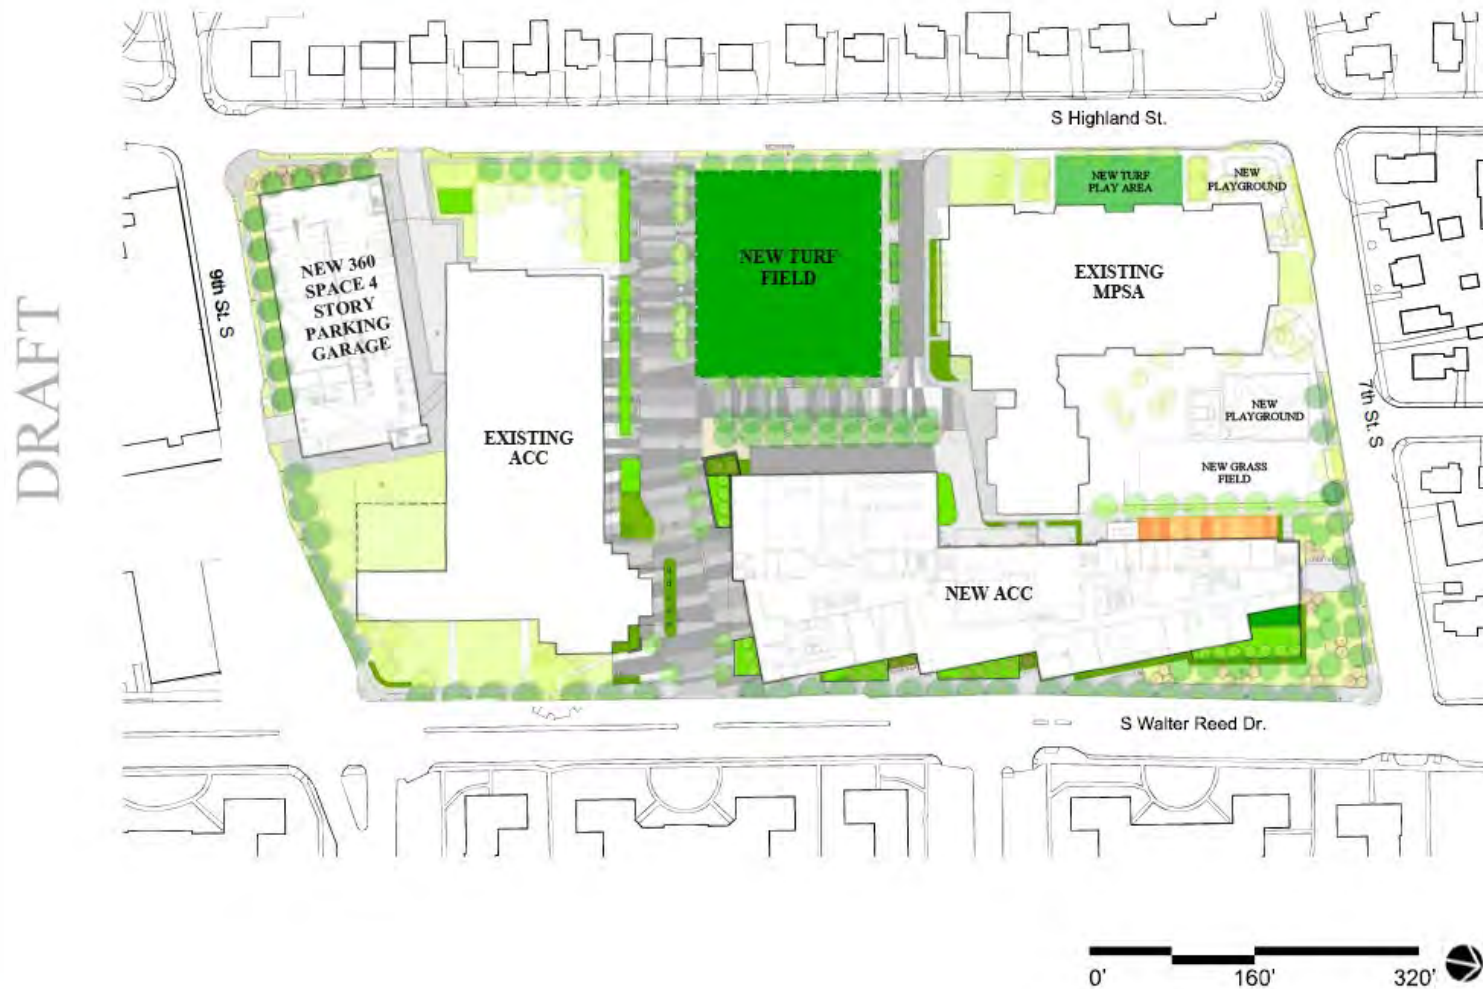 DRAFT
S Highland St.
NEW TURF
PLAY AREA
NEW
PLAYGROUND
NEW 360
SPACE 4
STORY
PARKING
GARAGE
9th St. S
NEW TURF
FIELD
EXISTING
MPSA
EXISTING
ACC
NEW
PLAYGROUND
7th St. S
NEW GRASS
FIELD
NEW ACC
S Walter Reed Dr.
0'
160'
320'